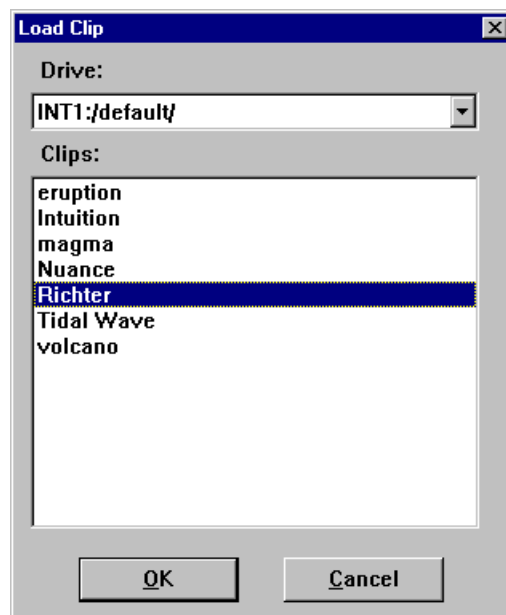 Load Clip
Drive:
INT1:/default/
Clips:
eruption
Intuition
magma
Nuance
Richter
Tidal Wave
volcano
OK
Cancel